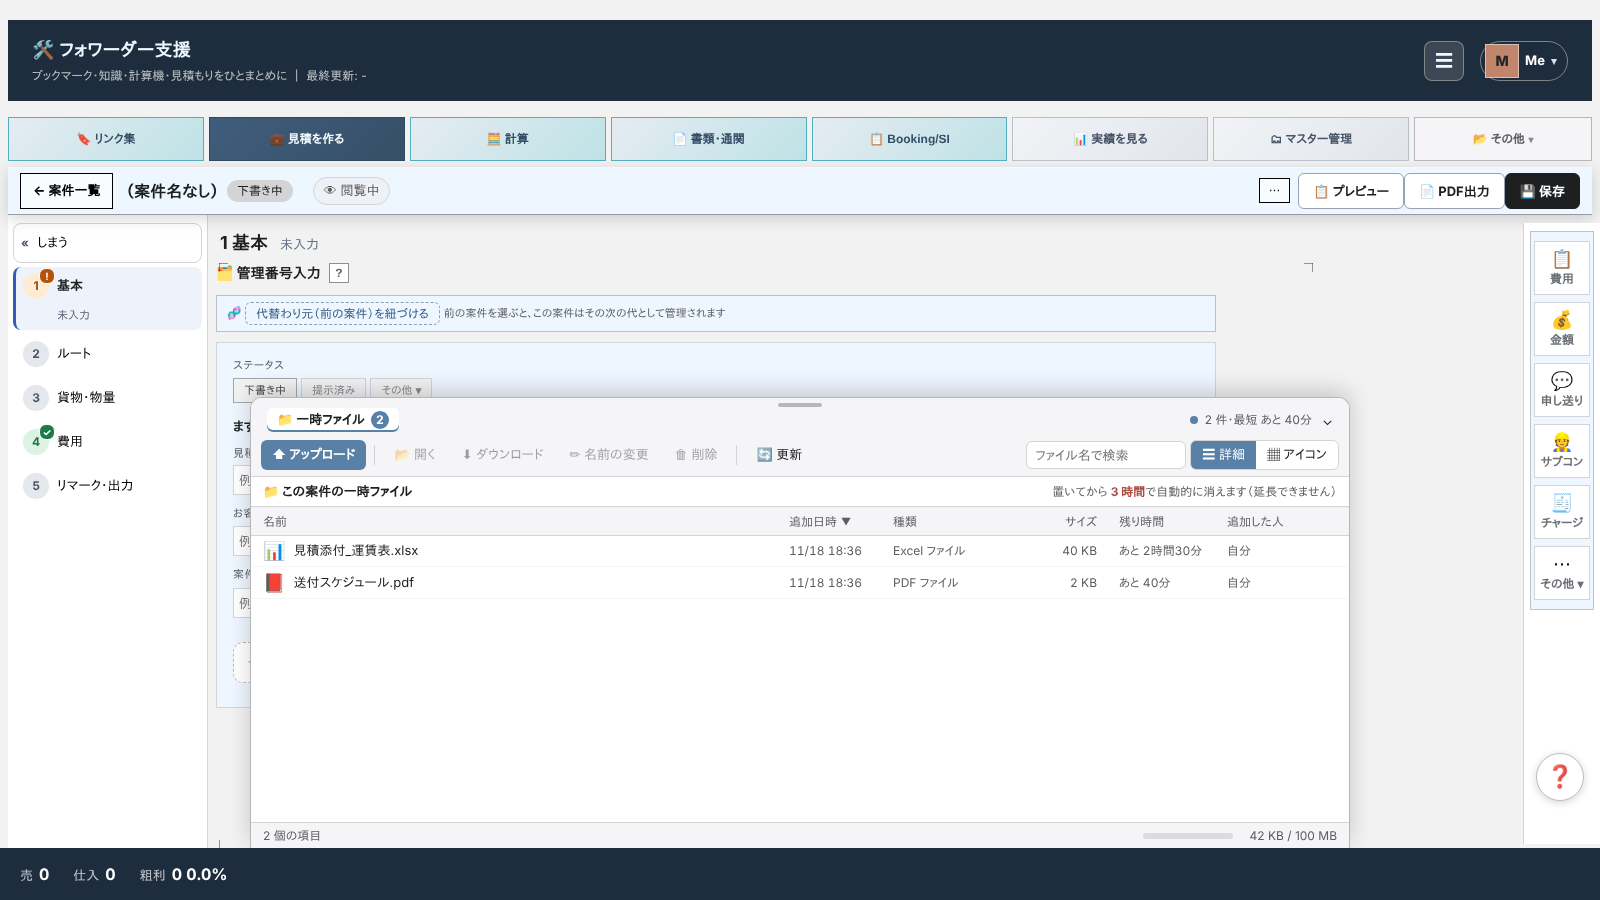 🛠️ フォワーダー支援
ブックマーク・知識・計算機・見積もりをひとまとめに ｜ 最終更新: -
☰
M Me ▾
🔖 リンク集
💼 見積を作る
🧮 計算
📄 書類・通関
📋 Booking/SI
📊 実績を見る
🗂 マスター管理
📂 その他 ▾
← 案件一覧
（案件名なし）
下書き中
👁 閲覧中
…
📋 プレビュー
📄 PDF出力
💾 保存
« しまう
1 基本
未入力
2 ルート
3 貨物・物量
4 費用
5 リマーク・出力
1 基本 未入力
🗂️ 管理番号入力 ?
🧬 代替わり元（前の案件）を紐づける 前の案件を選ぶと、この案件はその次の代として管理されます
ステータス
下書き中
提示済み
その他 ▾
ま
見
例
お
例
案
例
📁 一時ファイル 2
2 件・最短 あと 40分
⬆ アップロード
📂 開く
⬇ ダウンロード
✏ 名前の変更
🗑 削除
🔄 更新
ファイル名で検索
☰ 詳細
▦ アイコン
📁 この案件の一時ファイル
置いてから 3 時間で自動的に消えます（延長できません）
名前 追加日時 ▼ 種類 サイズ 残り時間 追加した人
見積添付_運賃表.xlsx 11/18 18:36 Excel ファイル 40 KB あと 2時間30分 自分
送付スケジュール.pdf 11/18 18:36 PDF ファイル 2 KB あと 40分 自分
2 個の項目
42 KB / 100 MB
📋 費用
💰 金額
💬 申し送り
👷 サブコン
🧾 チャージ
… その他 ▾
❓
売 0 仕入 0 粗利 0 0.0%